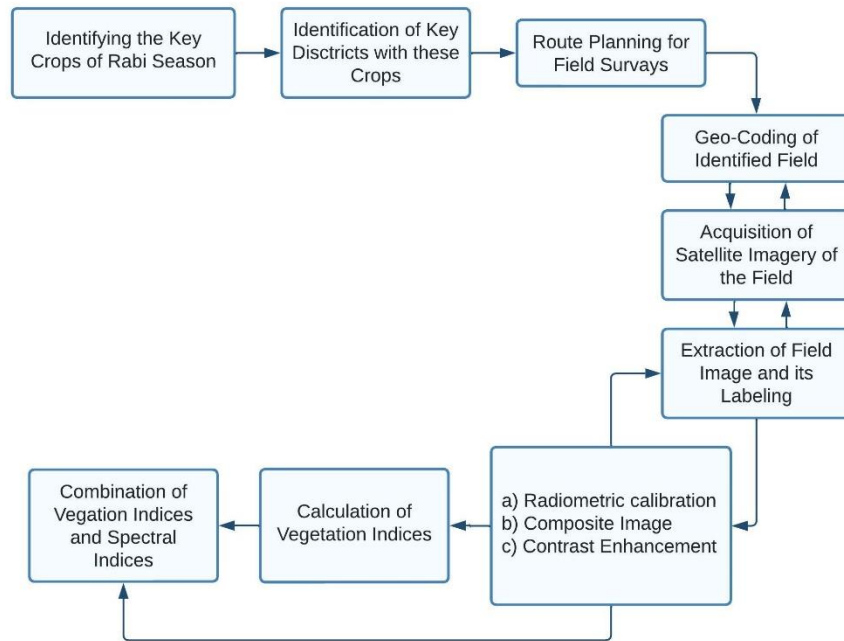 Identifying the Key
Crops of Rabi Season
Identification of Key
Disctricts with these
Crops
Route Planning for
Field Survays
Geo-Coding of
Identified Field
Acquisition of
Satellite Imagery of
the Field
Extraction of Field
Image and its
Labeling
a) Radiometric calibration
b) Composite Image
c) Contrast Enhancement
Calculation of
Vegetation Indices
Combination of
Vegation Indices
and Spectral
Indices